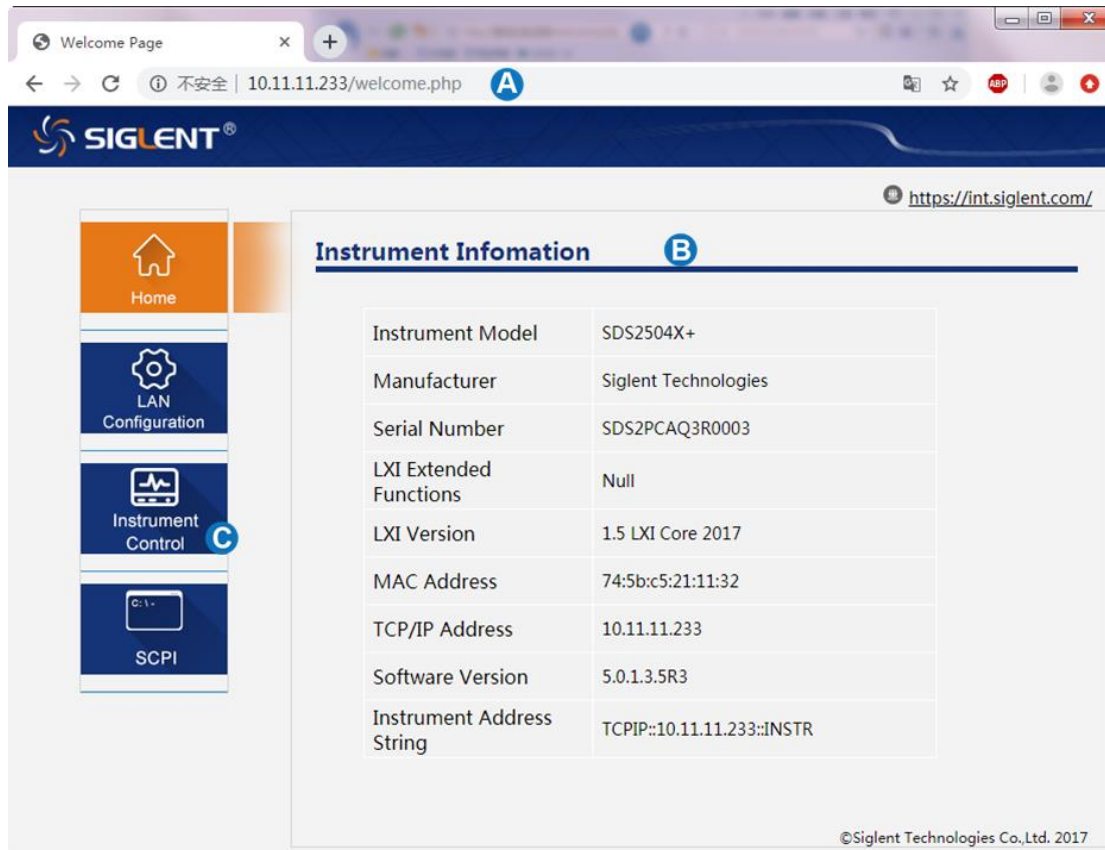 Welcome Page
不安全 | 10.11.11.233/welcome.php A
ABP
SIGLENT®
https://int.siglent.com/
Home
LAN
Configuration
Instrument
Control C
C:\-
SCPI
Instrument Infomation B
Instrument Model SDS2504X+
Manufacturer Siglent Technologies
Serial Number SDS2PCAQ3R0003
LXI Extended
Functions Null
LXI Version 1.5 LXI Core 2017
MAC Address 74:5b:c5:21:11:32
TCP/IP Address 10.11.11.233
Software Version 5.0.1.3.5R3
Instrument Address
String TCPIP::10.11.11.233::INSTR
©Siglent Technologies Co.,Ltd. 2017